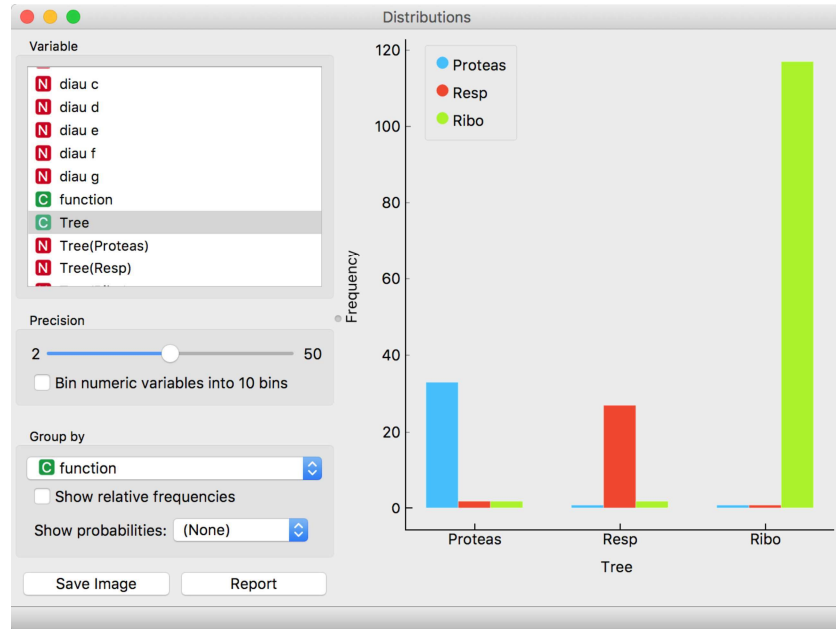 Distributions
Variable
N diau c
N diau d
N diau e
N diau f
N diau g
C function
C Tree
N Tree(Proteas)
N Tree(Resp)
Precision
2 50
Bin numeric variables into 10 bins
Group by
C function
Show relative frequencies
Show probabilities: (None)
Save Image Report
Proteas
Resp
Ribo
120
100
80
60
40
20
0
Frequency
Proteas Resp Ribo
Tree